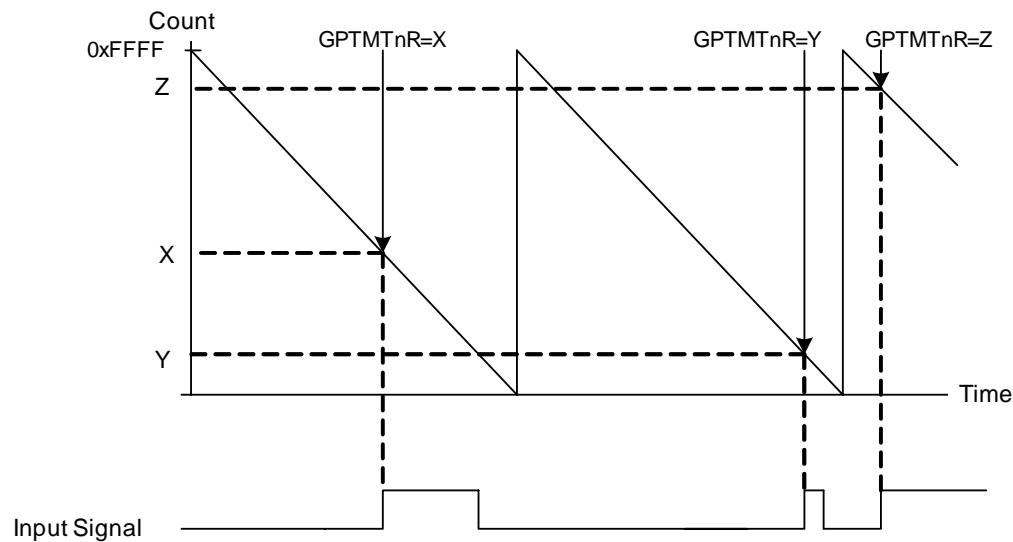 Count
0xFFFF
GPTMTnR=X
GPTMTnR=Y
GPTMTnR=Z
Z
X
Y
Time
Input Signal